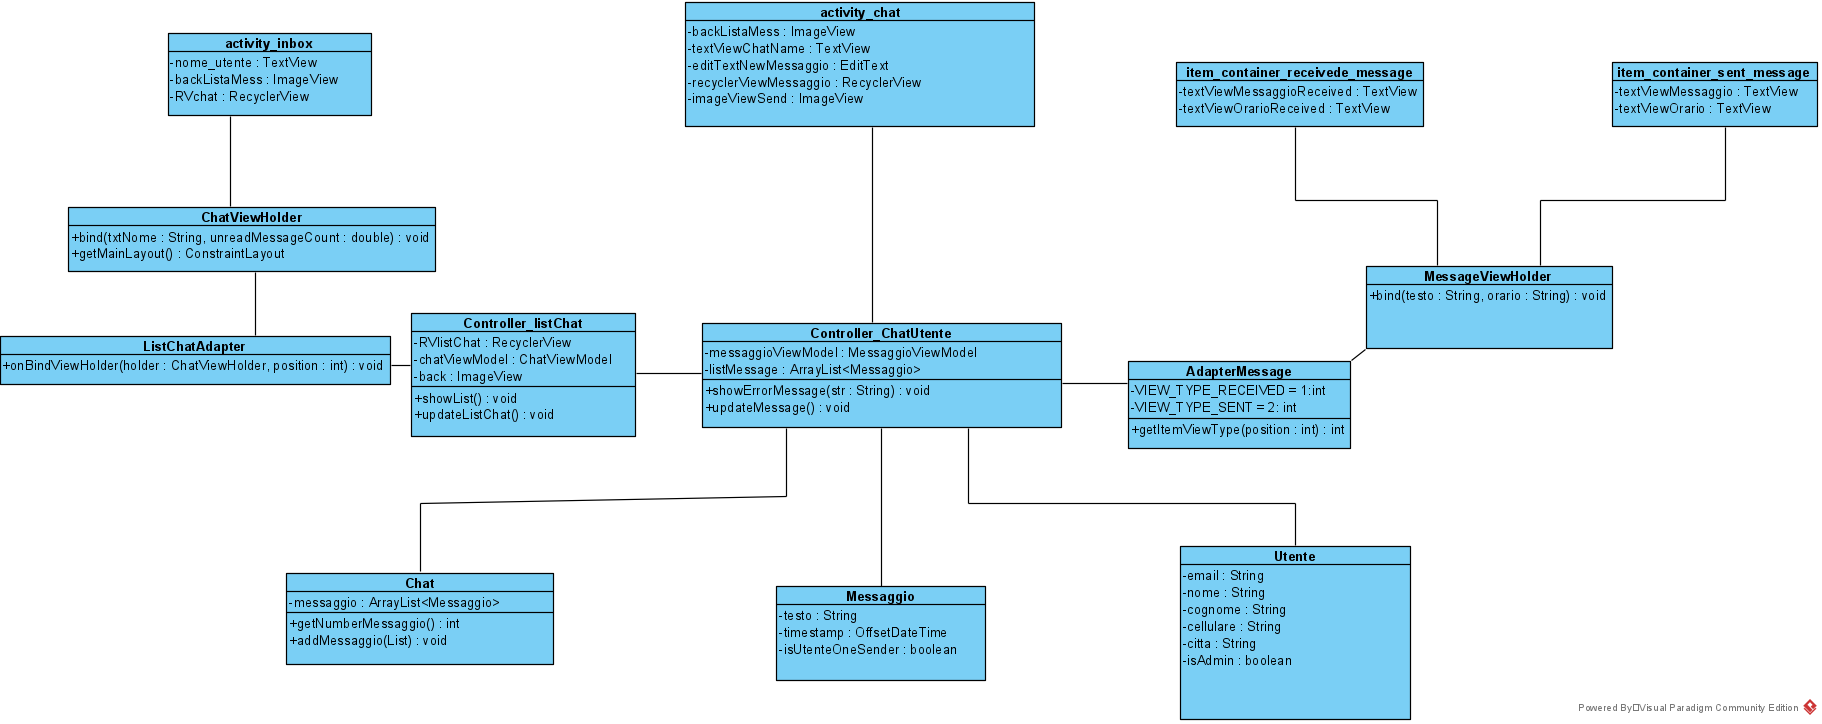 activity_chat
-backListaMess : ImageView
-textViewChatName : TextView
-editTextNewMessaggio : EditText
-recyclerViewMessaggio : RecyclerView
-imageViewSend : ImageView
activity_inbox
-nome_utente : TextView
-backListaMess : ImageView
-RVchat : RecyclerView
item_container_receivede_message
-textViewMessaggioReceived : TextView
-textViewOrarioReceived : TextView
item_container_sent_message
-textViewMessaggio : TextView
-textViewOrario : TextView
ChatViewHolder
+bind(txtNome : String, unreadMessageCount : double) : void
+getMainLayout() : ConstraintLayout
MessageViewHolder
+bind(testo : String, orario : String) : void
ListChatAdapter
+onBindViewHolder(holder : ChatViewHolder, position : int) : void
Controller_listChat
-RVlistChat : RecyclerView
-chatViewModel : ChatViewModel
-back : ImageView
+showList() : void
+updateListChat() : void
Controller_ChatUtente
-messaggioViewModel : MessaggioViewModel
-listMessage : ArrayList<Messaggio>
+showErrorMessage(str : String) : void
+updateMessage() : void
AdapterMessage
-VIEW_TYPE_RECEIVED = 1:int
-VIEW_TYPE_SENT = 2: int
+getItemViewType(position : int) : int
Chat
-messaggio : ArrayList<Messaggio>
+getNumberMessaggio() : int
+addMessaggio(List) : void
Messaggio
-testo : String
-timestamp : OffsetDateTime
-isUtenteOneSender : boolean
Utente
-email : String
-nome : String
-cognome : String
-cellulare : String
-citta : String
-isAdmin : boolean
Powered By Visual Paradigm Community Edition